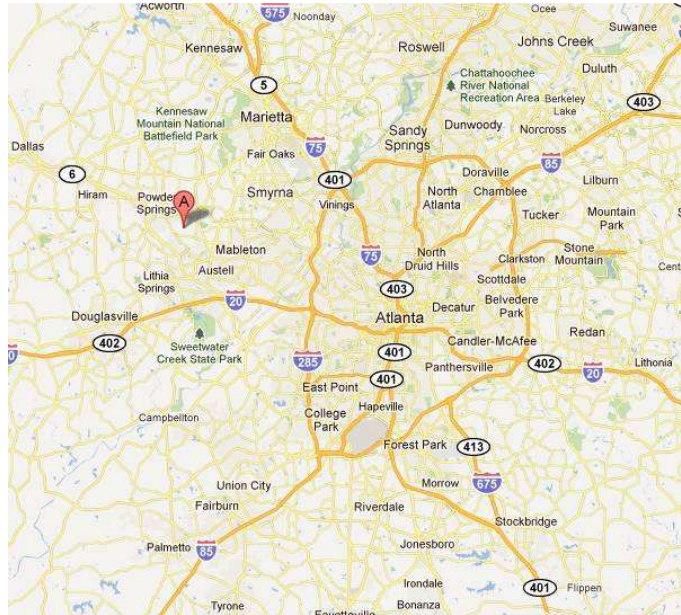 Acworth
575
Noonday
Ocee
Suwanee
Kennesaw
Roswell
Johns Creek
Duluth
5
Chattahoochee
River National
Recreation Area
Berkeley
Lake
403
Kennesaw
Mountain National
Battlefield Park
Marietta
Sandy
Springs
Dunwoody
Norcross
Dallas
75
Fair Oaks
85
6
401
Doraville
Lilburn
Hiram
Powder
Springs
A
Smyrna
Vinings
North
Atlanta
Chamblee
Tucker
Mountain
Park
Mableton
75
North
Druid Hills
Clarkston
Stone
Mountain
Cent
Lithia
Springs
Austell
Scottdale
20
403
Decatur
Belvedere
Park
Douglasville
Atlanta
Candler-McAfee
Redan
402
Sweetwater
Creek State Park
285
401
Panthersville
402
Lithonia
20
401
East Point
Campbellton
College
Park
Hapeville
Forest Park
413
Union City
Morrow
675
Fairburn
Riverdale
Stockbridge
Palmetto
85
Jonesboro
Irondale
401
Flippen
Tyrone
Bonanza
Fayetteville